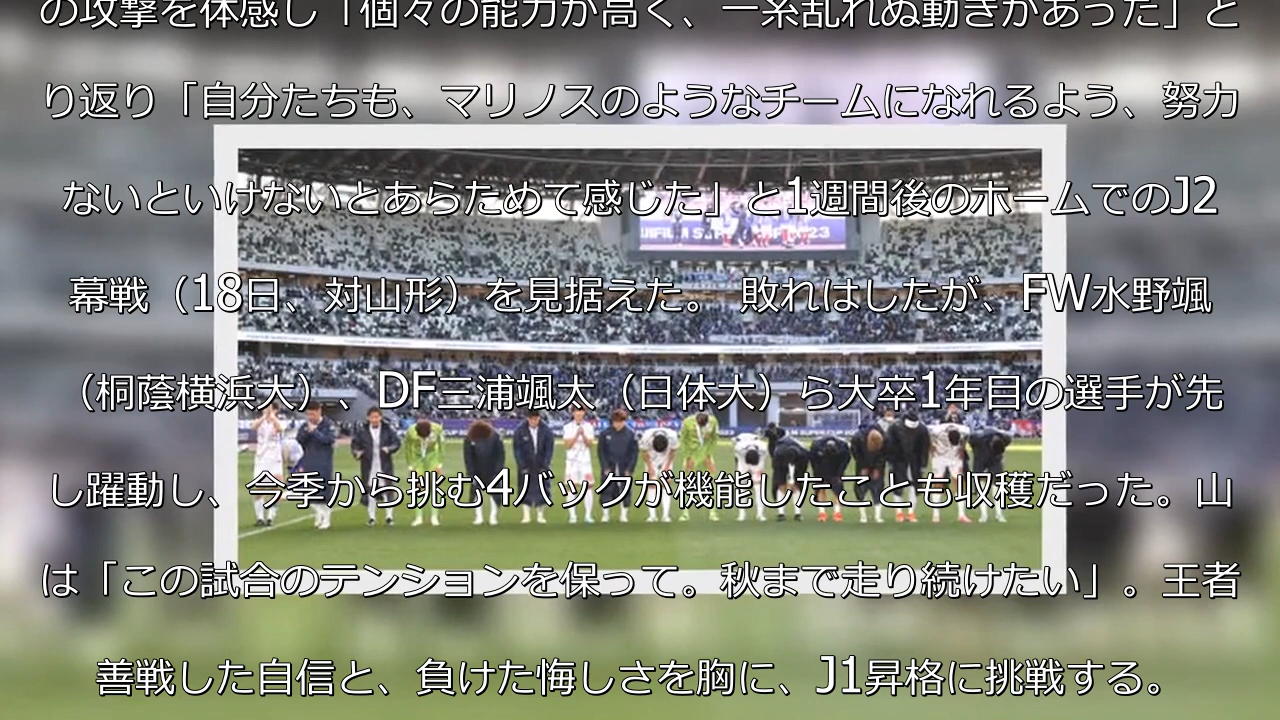 の攻撃を体感し「個々の能力が高く、一糸乱れぬ動きがあった」と
り返り「自分たちも、マリノスのようなチームになれるよう、努力
ないといけないとあらためて感じた」と1週間後のホームでのJ2
幕戦（18日、対山形）を見据えた。 敗れはしたが、FW水野颯
（桐蔭横浜大）、DF三浦颯太（日体大）ら大卒1年目の選手が先
し躍動し、今季から挑む4バックが機能したことも収穫だった。山
は「この試合のテンションを保って。秋まで走り続けたい」。王者
善戦した自信と、負けた悔しさを胸に、J1昇格に挑戦する。